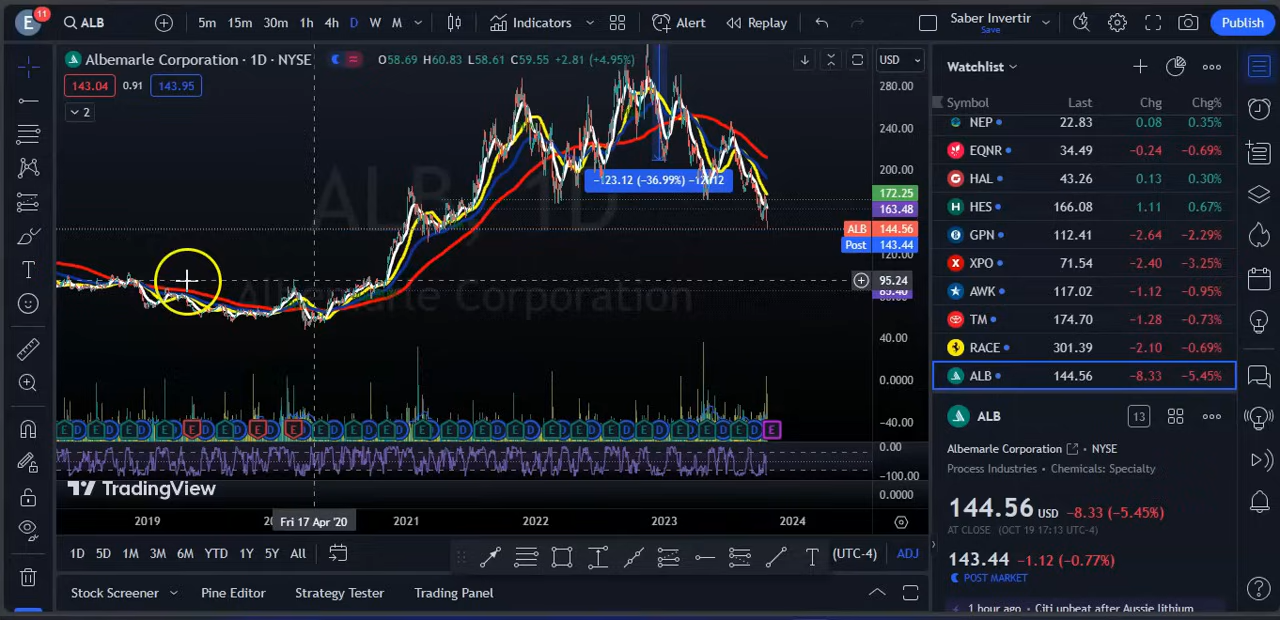 E 11 ALB 5m 15m 30m 1h 4h D W M Indicators Alert Replay Saber Invertir Save Publish
Albemarle Corporation · 1D · NYSE O58.69 H60.83 L58.61 C59.55 +2.81 (+4.95%) USD
143.04 0.91 143.95
2
ALB, 1D
Albemarle Corporation
−123.12 (−36.99%)
280.00
240.00
200.00
172.25
163.48
ALB 144.56
Post 143.44
120.00
95.24
40.00
0.0000
−40.00
0.00
−100.00
0.0000
TradingView
2019 Fri 17 Apr '20 2021 2022 2023 2024
1D 5D 1M 3M 6M YTD 1Y 5Y All (UTC-4) ADJ
Stock Screener Pine Editor Strategy Tester Trading Panel
Watchlist
Symbol Last Chg Chg%
NEP 22.83 0.08 0.35%
EQNR 34.49 −0.24 −0.69%
HAL 43.26 0.13 0.30%
HES 166.08 1.11 0.67%
GPN 112.41 −2.64 −2.29%
XPO 71.54 −2.40 −3.25%
AWK 117.02 −1.12 −0.95%
TM 174.70 −1.28 −0.73%
RACE 301.39 −2.10 −0.69%
ALB 144.56 −8.33 −5.45%
ALB 13
Albemarle Corporation · NYSE
Process Industries • Chemicals: Specialty
144.56 USD −8.33 (−5.45%)
AT CLOSE (OCT 19 17:13 UTC-4)
143.44 −1.12 (−0.77%)
POST MARKET
1 hour ago • Citi upbeat after Aussie lithium